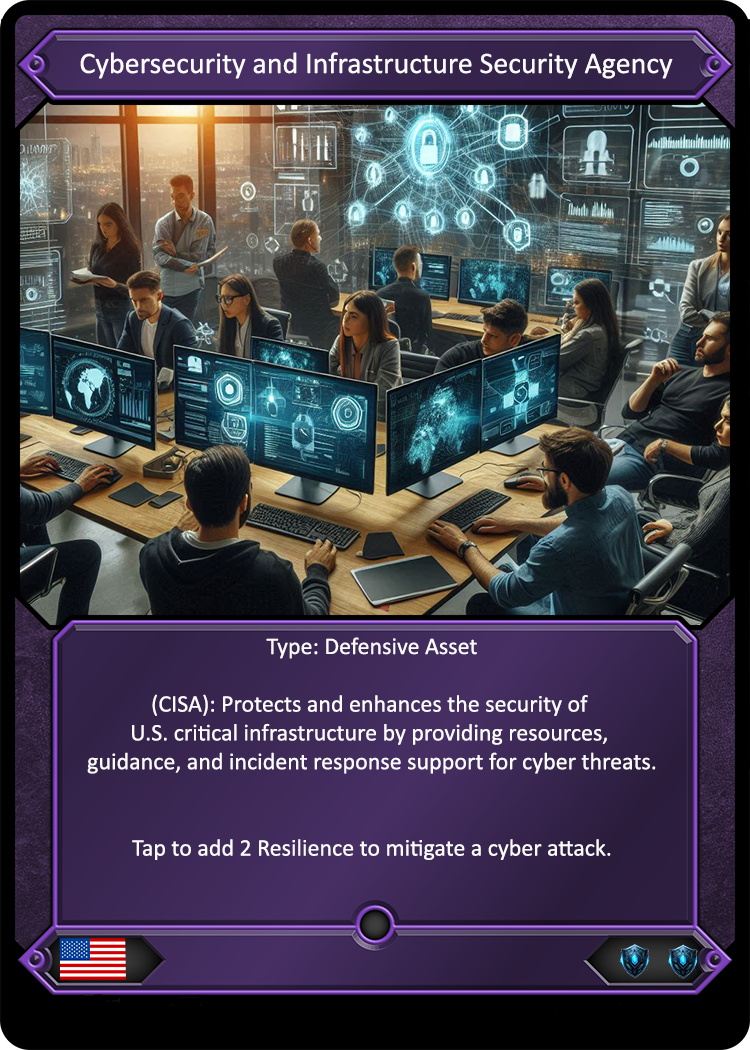 Cybersecurity and Infrastructure Security Agency
Type: Defensive Asset
(CISA): Protects and enhances the security of
U.S. critical infrastructure by providing resources,
guidance, and incident response support for cyber threats.
Tap to add 2 Resilience to mitigate a cyber attack.